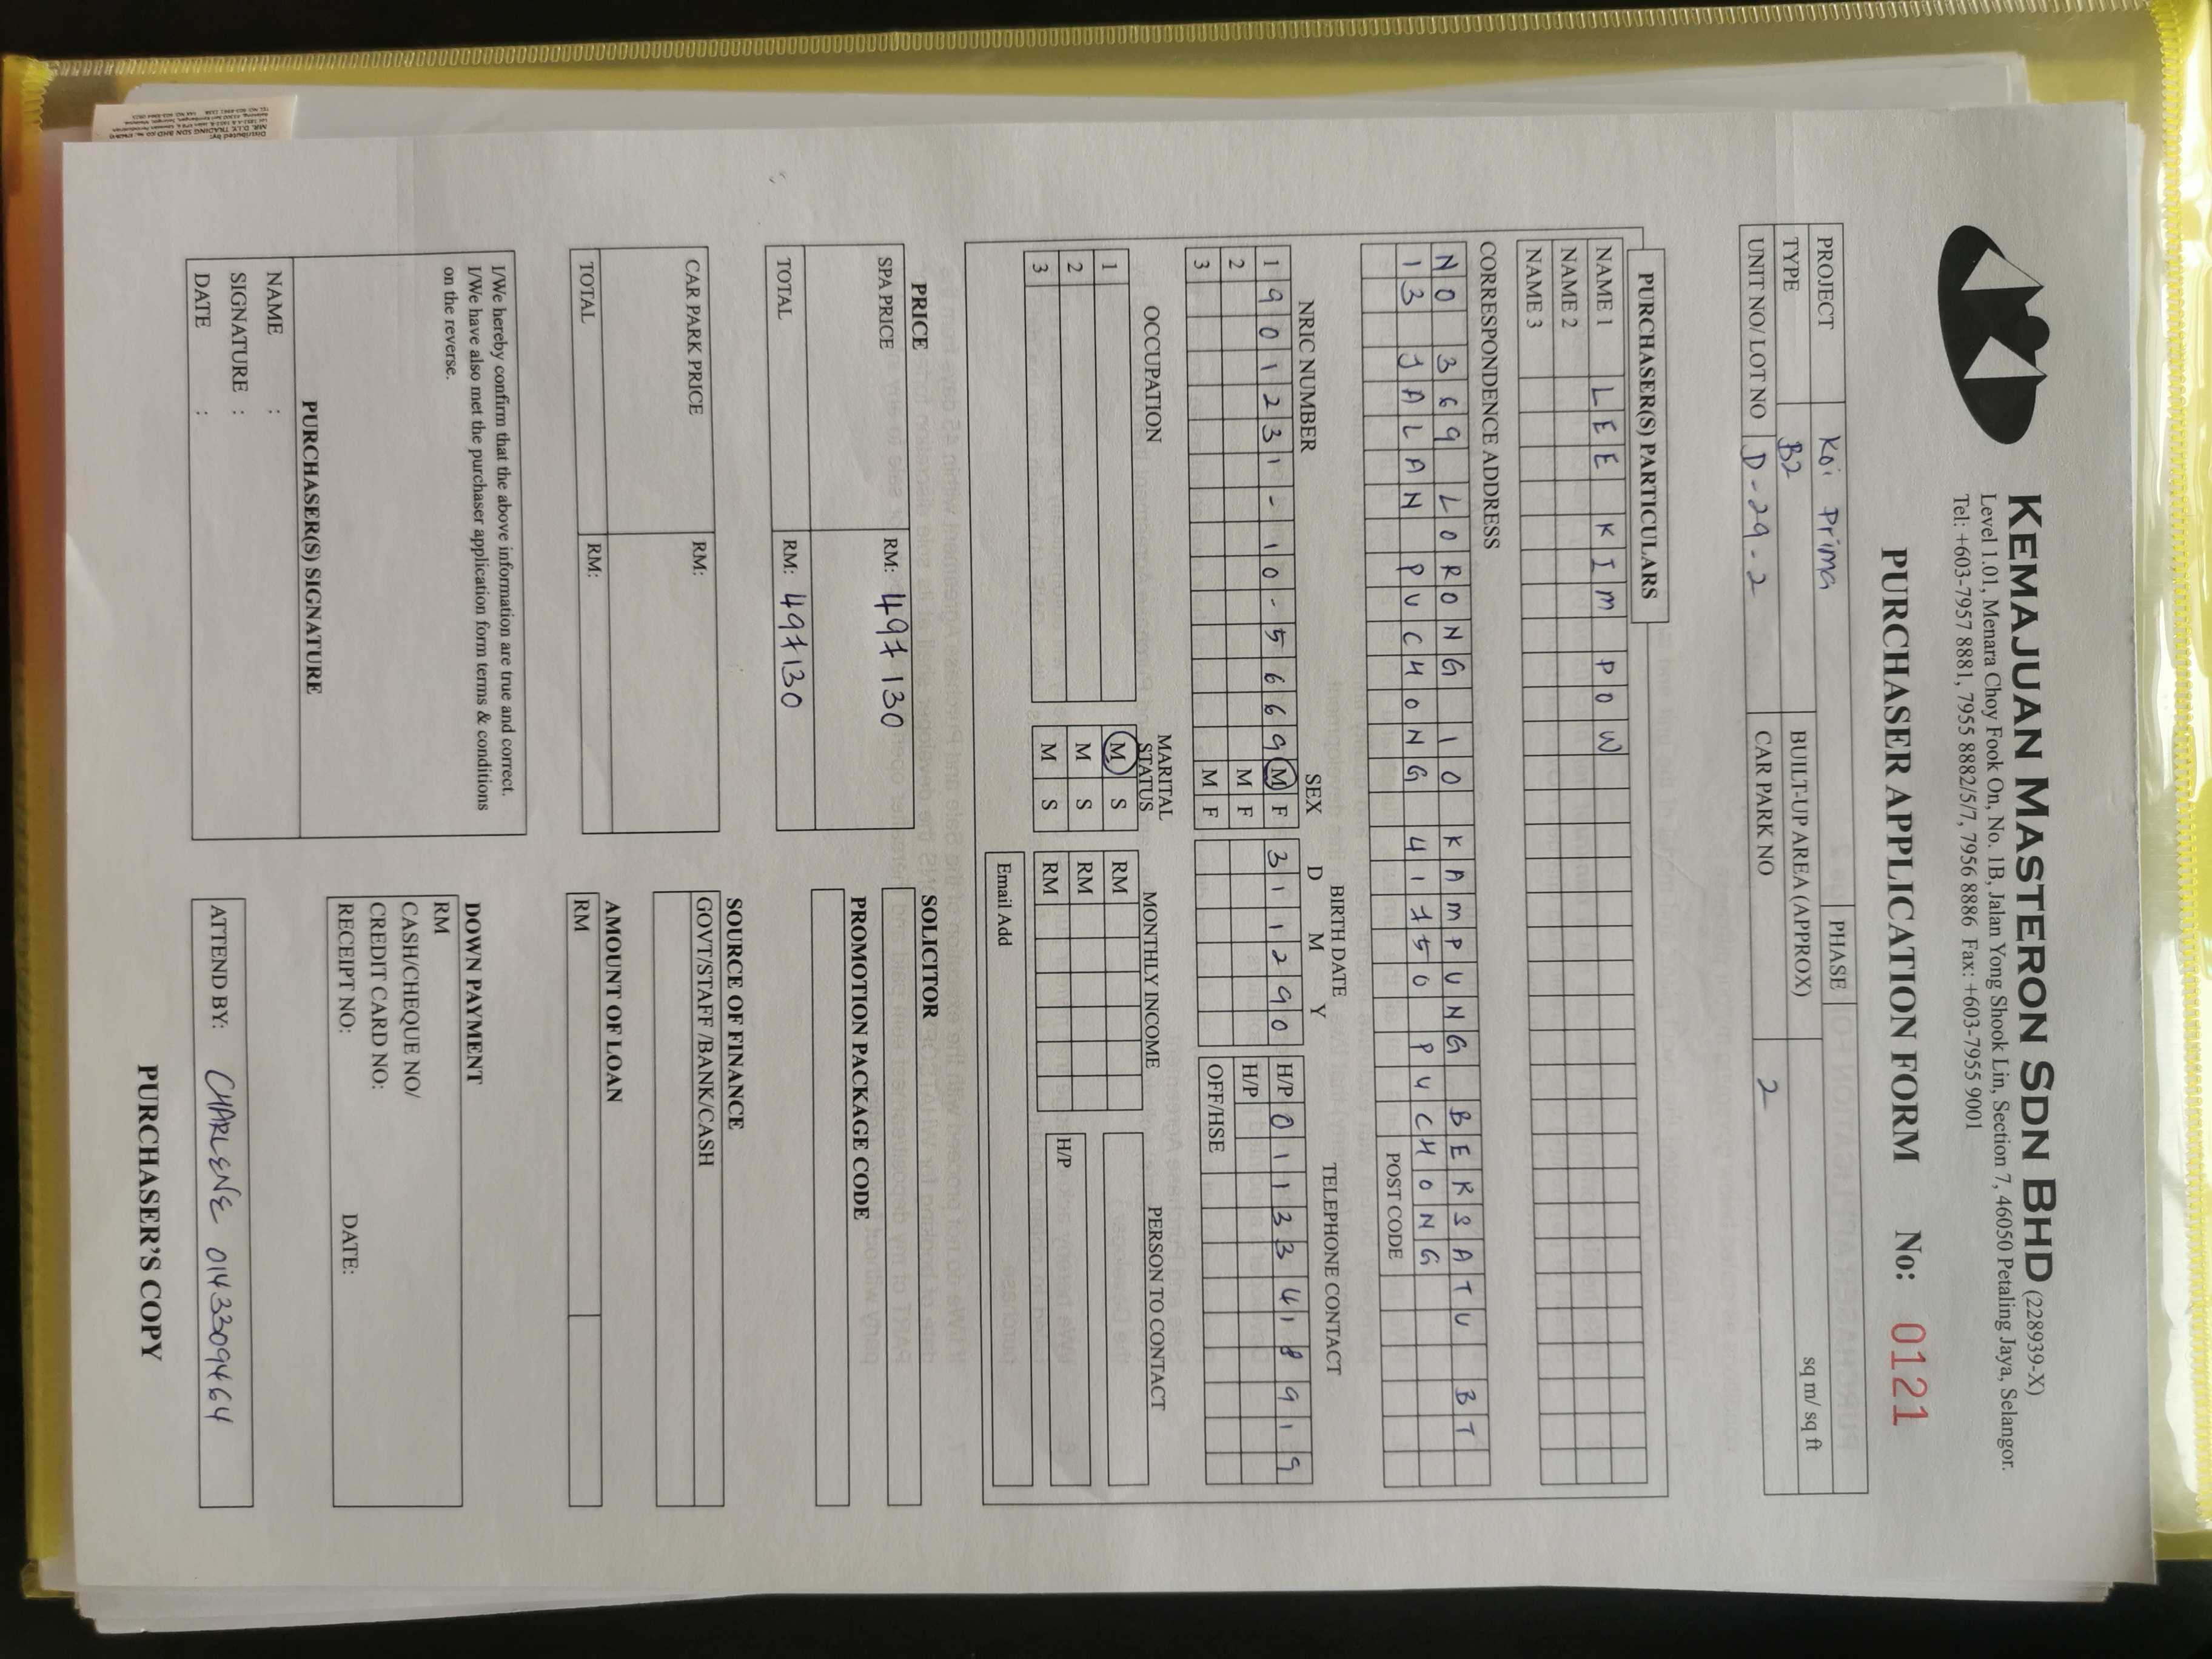 KEMAJUAN MASTERON SDN BHD (228939-X)
Level 1.01, Menara Choy Fook On, No. 1B, Jalan Yong Shook Lin, Section 7, 46050 Petaling Jaya, Selangor.
Tel: +603-7957 8881, 7955 8882/5/7, 7956 8886 Fax: +603-7955 9001
PURCHASER APPLICATION FORM No: 0121
PROJECT Koi Prima PHASE
TYPE B2 BUILT-UP AREA (APPROX) sq m/ sq ft
UNIT NO/ LOT NO D-29-2 CAR PARK NO 2
PURCHASER(S) PARTICULARS
NAME 1 LEE KIM POW
NAME 2
NAME 3
CORRESPONDENCE ADDRESS
NO 369 LORONG 10 KAMPUNG BERSATU BT
13 JALAN PUCHONG 47150 PUCHONG
POST CODE
NRIC NUMBER SEX BIRTH DATE TELEPHONE CONTACT
D M Y
1 901231-10-5669 M F 311290 H/P 01133418919
2 M F H/P
3 M F OFF/HSE
OCCUPATION MARITAL STATUS MONTHLY INCOME PERSON TO CONTACT
1 M S RM
2 M S RM H/P
3 M S RM
Email Add
PRICE SOLICITOR
SPA PRICE RM: 497 130
PROMOTION PACKAGE CODE
TOTAL RM: 497130
SOURCE OF FINANCE
CAR PARK PRICE RM: GOVT/STAFF /BANK/CASH
TOTAL RM:
AMOUNT OF LOAN
RM
I/We hereby confirm that the above information are true and correct.
I/We have also met the purchaser application form terms & conditions
on the reverse.
DOWN PAYMENT
RM
CASH/CHEQUE NO/
CREDIT CARD NO:
RECEIPT NO: DATE:
PURCHASER(S) SIGNATURE
NAME :
SIGNATURE :
DATE :
ATTEND BY: CHARLENE 0143309464
PURCHASER'S COPY
Distributed by: